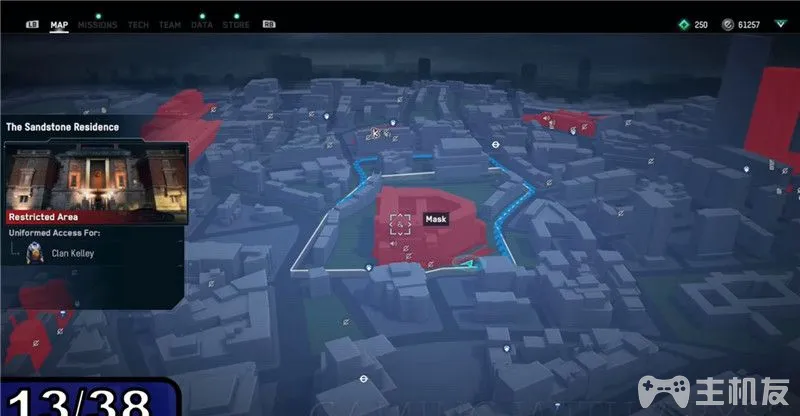 LB MAP MISSIONS TECH TEAM DATA STORE RB
250 61257
The Sandstone Residence
Restricted Area
Uniformed Access For:
Clan Kelley
Mask
13/38
主机友